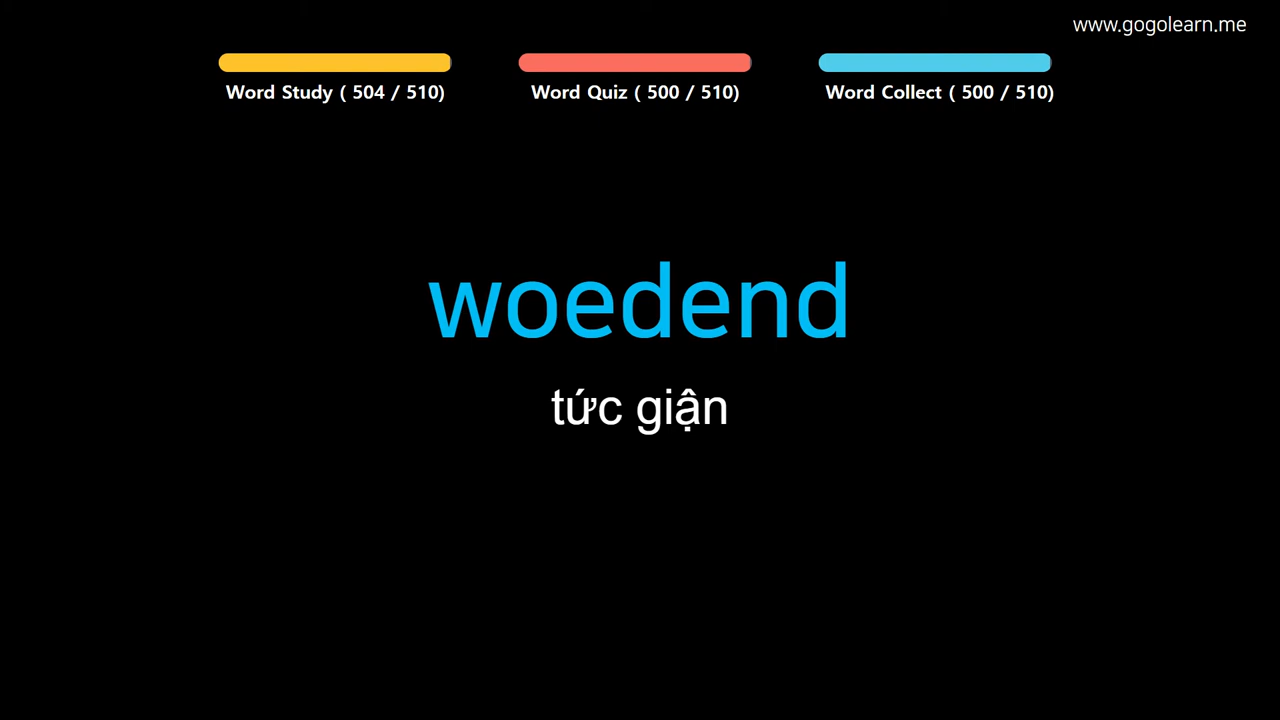 www.gogolearn.me
Word Study ( 504 / 510)
Word Quiz ( 500 / 510)
Word Collect ( 500 / 510)
woedend
tức giận